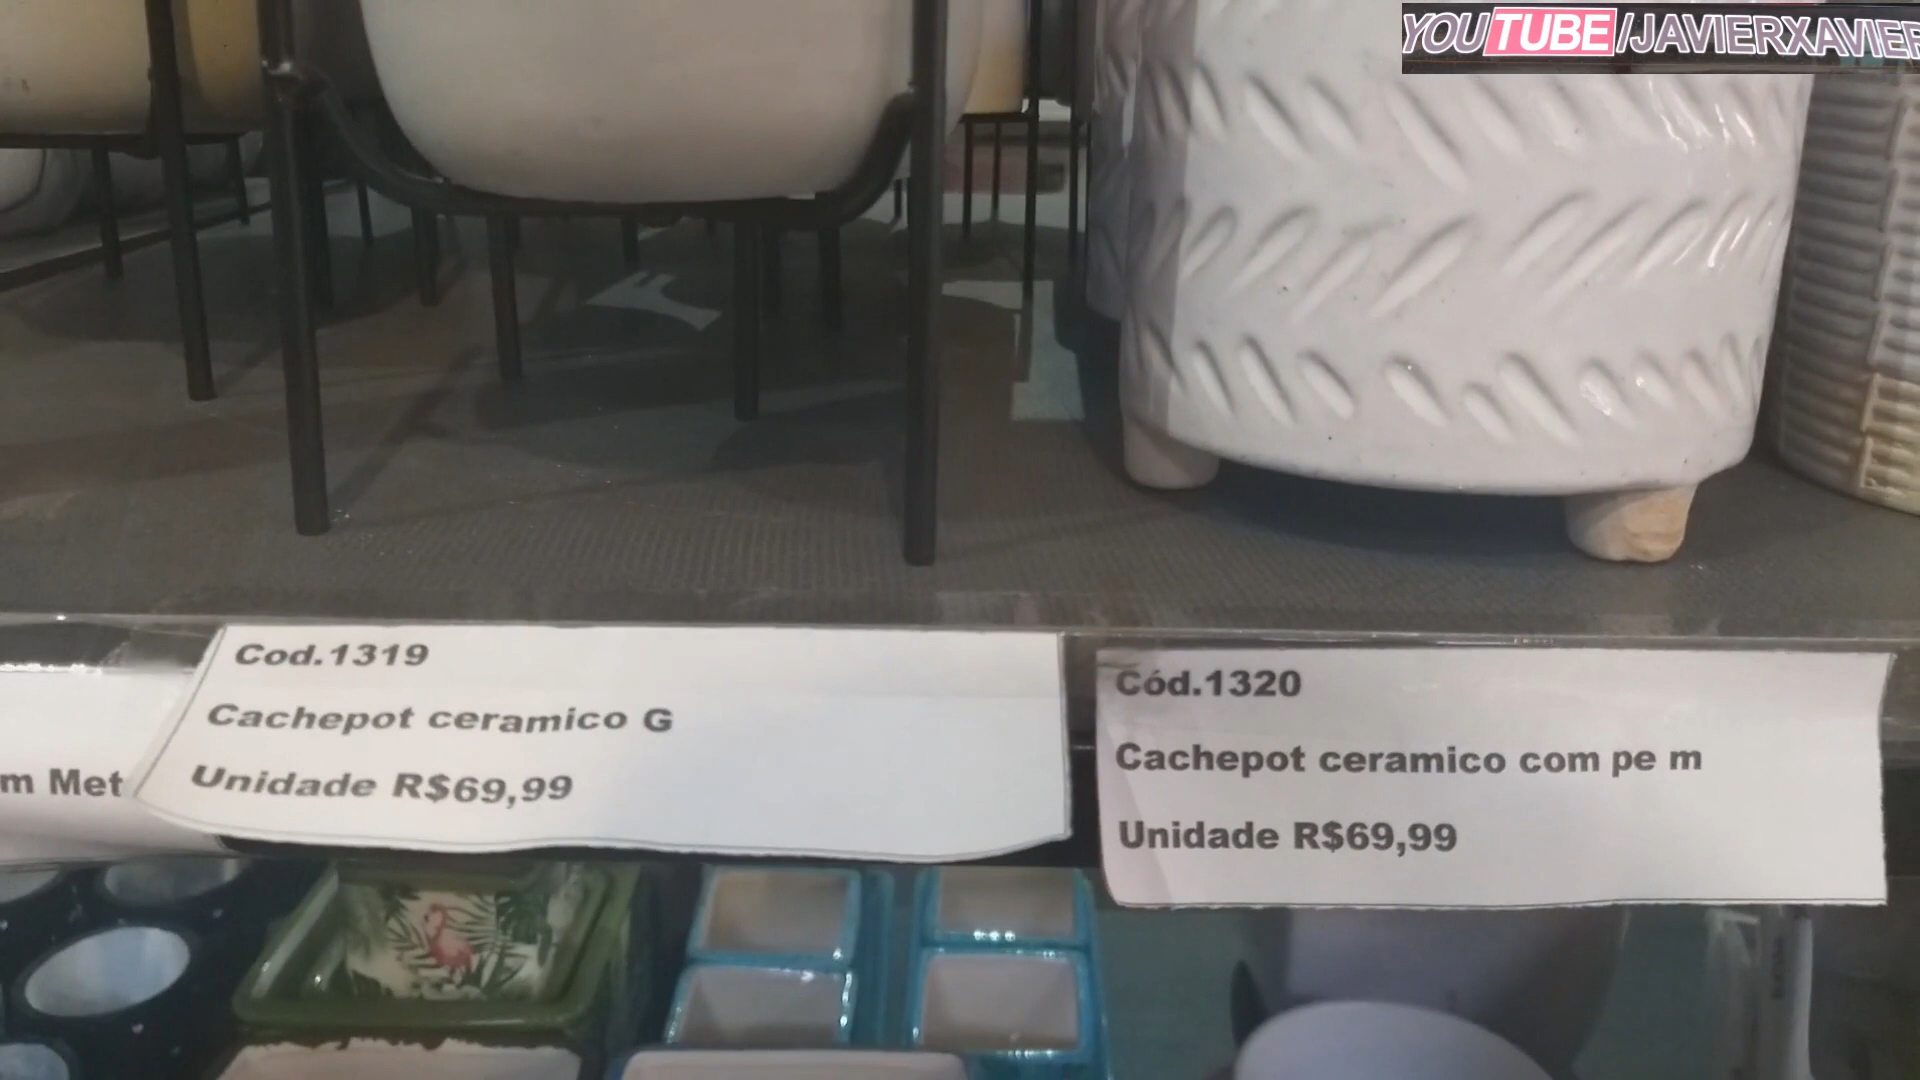 YOUTUBE/JAVIERXAVIER
Cod.1319
Cachepot ceramico G
Unidade R$69,99
Cód.1320
Cachepot ceramico com pe m
Unidade R$69,99
m Met